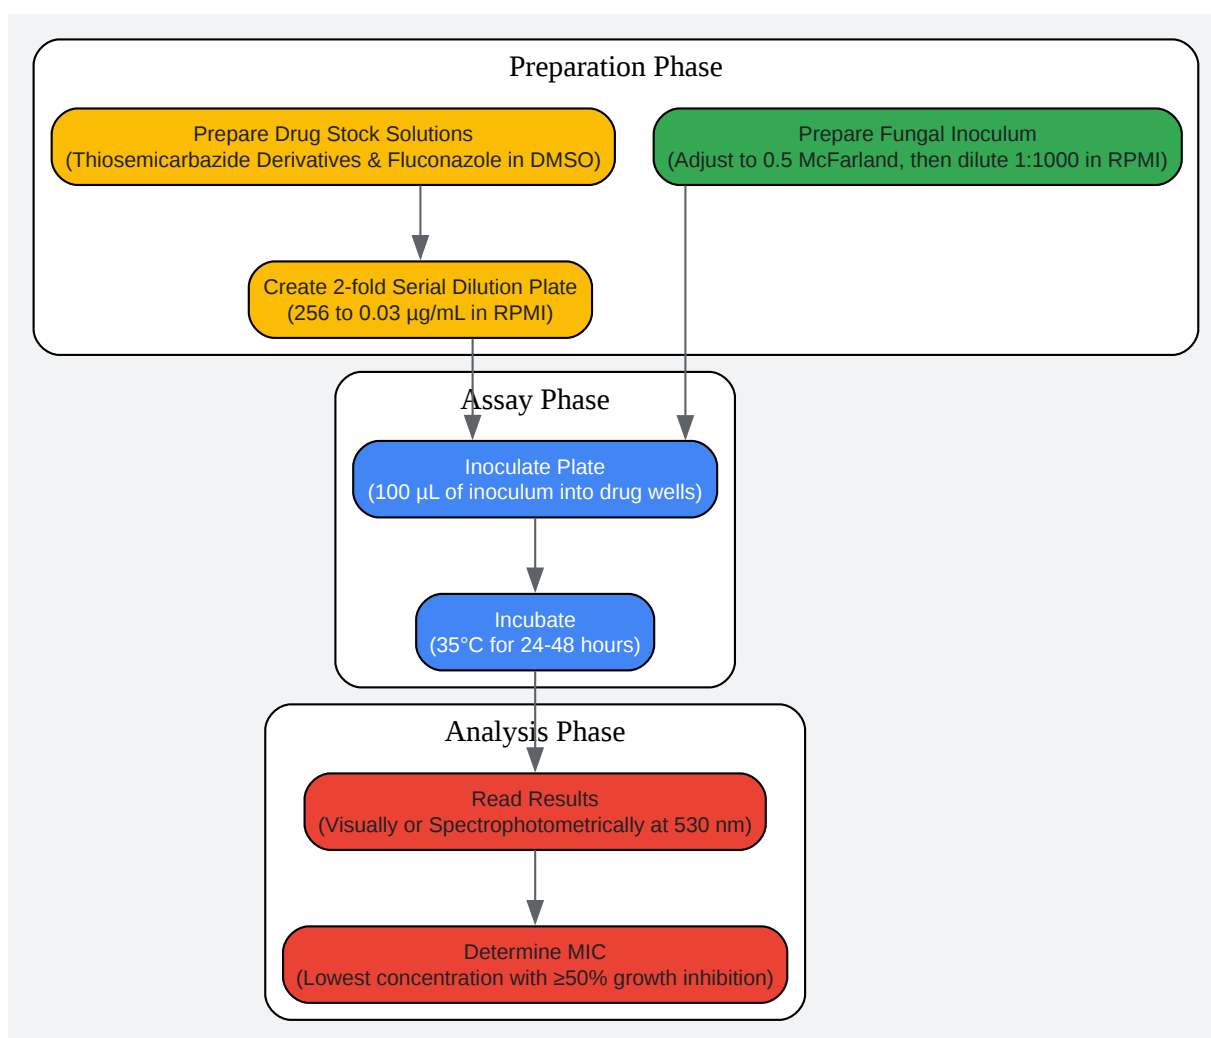 Preparation Phase
Prepare Drug Stock Solutions
(Thiosemicarbazide Derivatives & Fluconazole in DMSO)
Prepare Fungal Inoculum
(Adjust to 0.5 McFarland, then dilute 1:1000 in RPMI)
Create 2-fold Serial Dilution Plate
(256 to 0.03 µg/mL in RPMI)
Assay Phase
Inoculate Plate
(100 µL of inoculum into drug wells)
Incubate
(35°C for 24-48 hours)
Analysis Phase
Read Results
(Visually or Spectrophotometrically at 530 nm)
Determine MIC
(Lowest concentration with ≥50% growth inhibition)